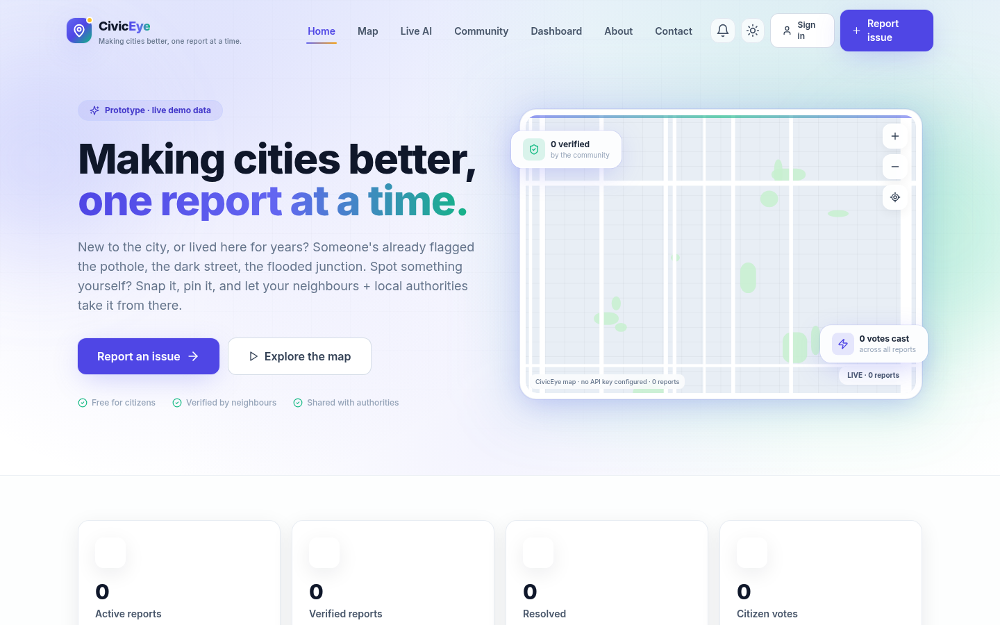 CivicEye
Making cities better, one report at a time.
Home
Map
Live AI
Community
Dashboard
About
Contact
Sign
in
Report
issue
Prototype · live demo data
Making cities better,
one report at a time.
New to the city, or lived here for years? Someone's already flagged
the pothole, the dark street, the flooded junction. Spot something
yourself? Snap it, pin it, and let your neighbours + local authorities
take it from there.
Report an issue
Explore the map
Free for citizens
Verified by neighbours
Shared with authorities
0 verified
by the community
0 votes cast
across all reports
LIVE · 0 reports
CivicEye map · no API key configured · 0 reports
0
Active reports
0
Verified reports
0
Resolved
0
Citizen votes